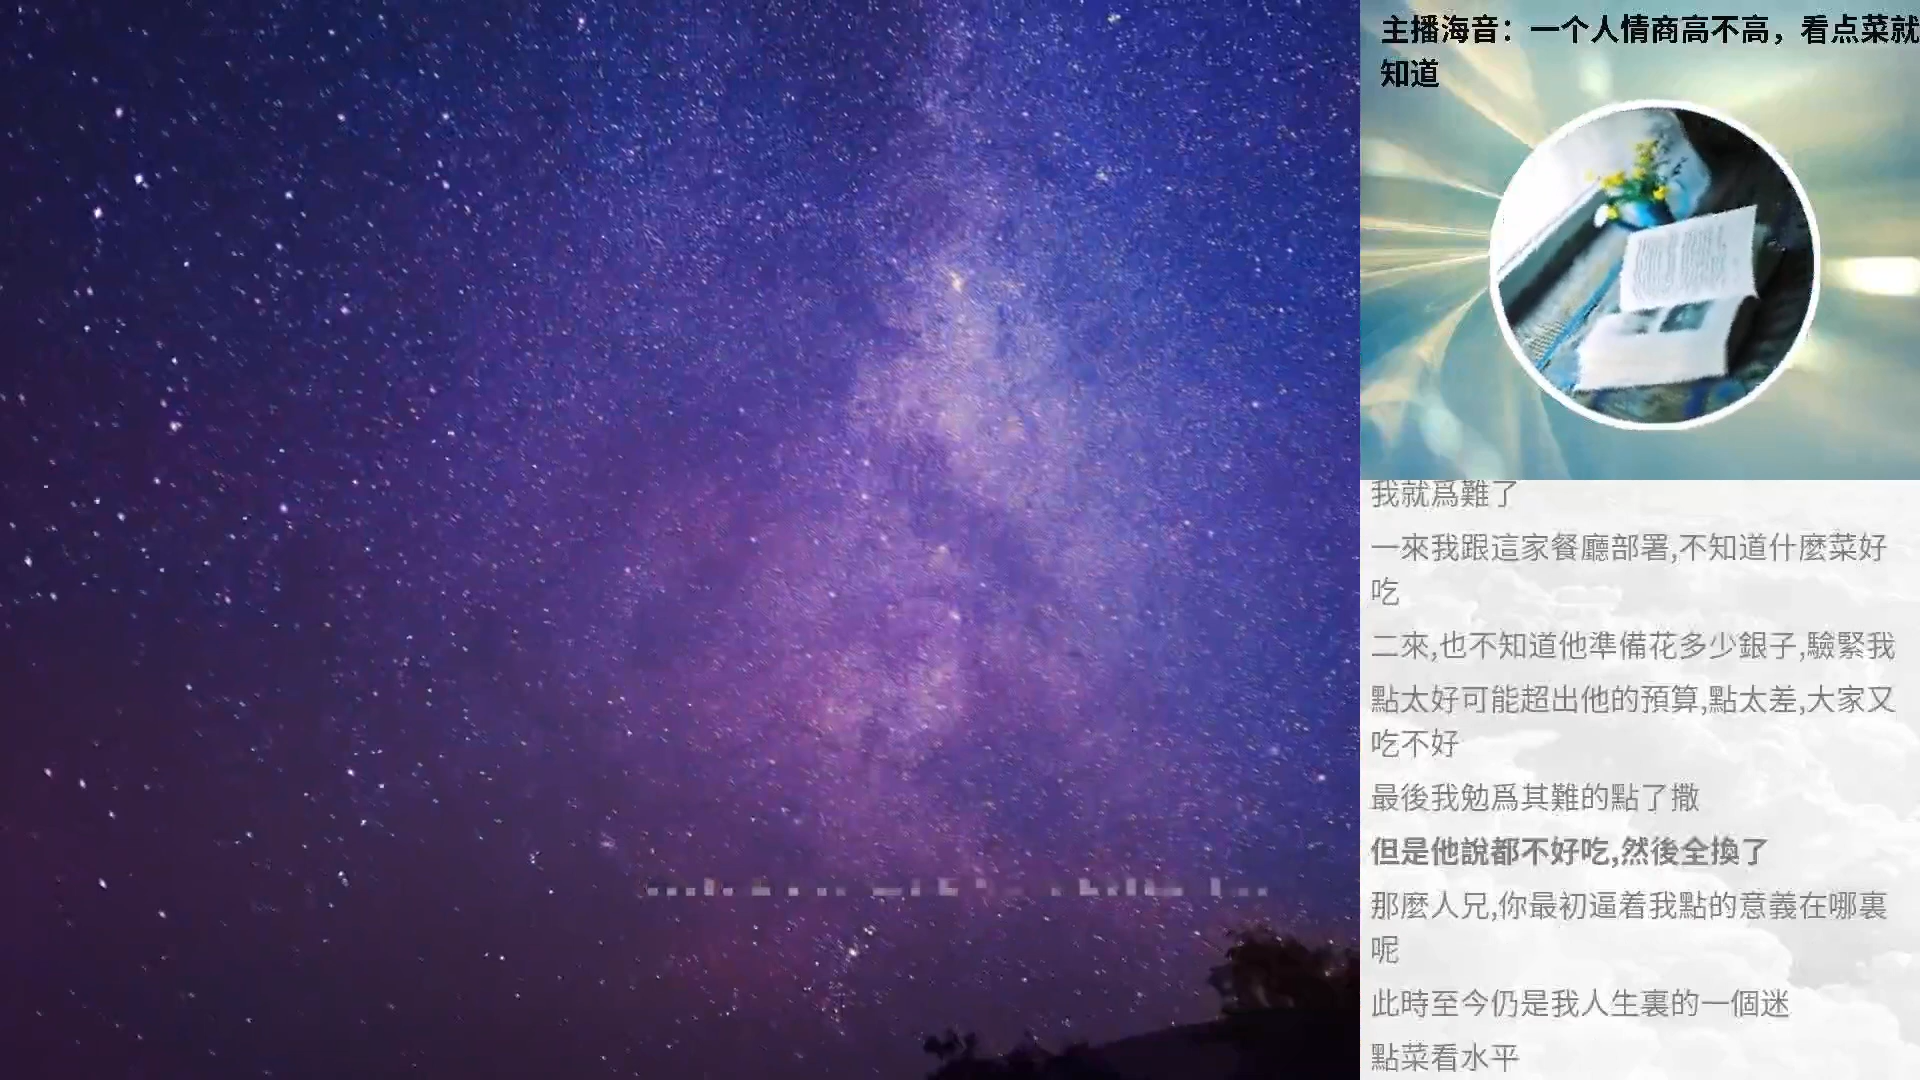 主播海音：一个人情商高不高，看点菜就
知道
我就爲難了
一來我跟這家餐廳部署,不知道什麼菜好
吃
二來,也不知道他準備花多少銀子,驗緊我
點太好可能超出他的預算,點太差,大家又
吃不好
最後我勉爲其難的點了撒
但是他說都不好吃,然後全換了
那麼人兄,你最初逼着我點的意義在哪裏
呢
此時至今仍是我人生裏的一個迷
點菜看水平